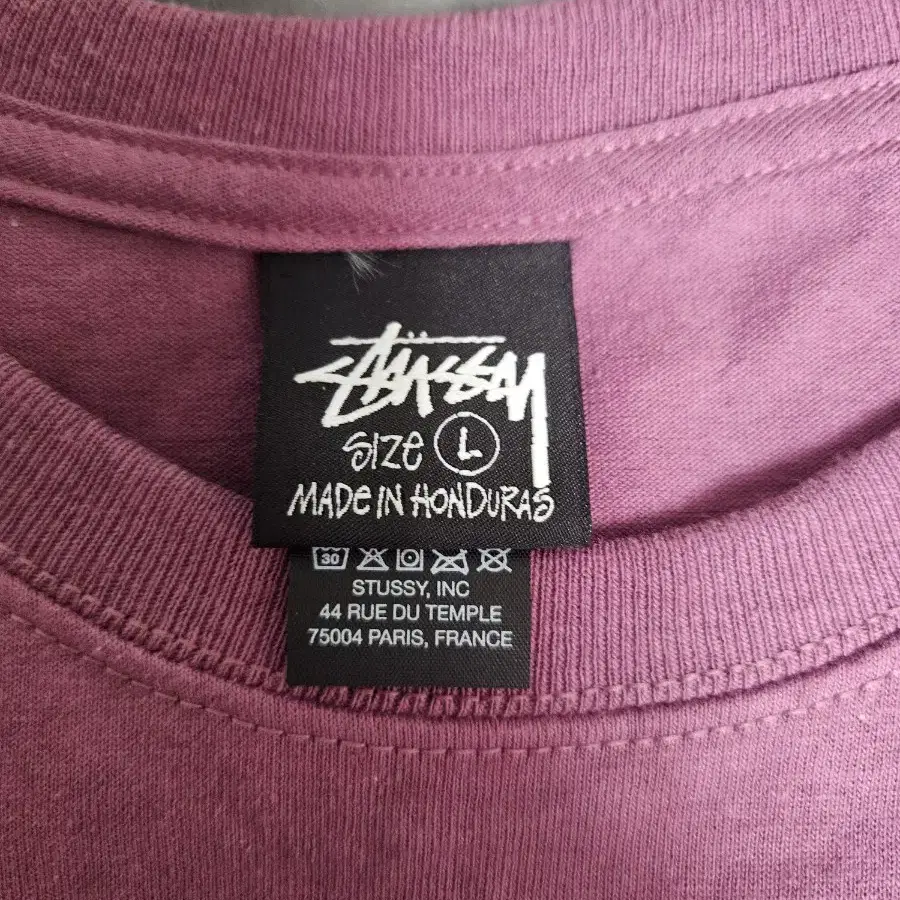 STÜSSY
SIZE L
MADE IN HONDURAS
30
STUSSY, INC
44 RUE DU TEMPLE
75004 PARIS, FRANCE